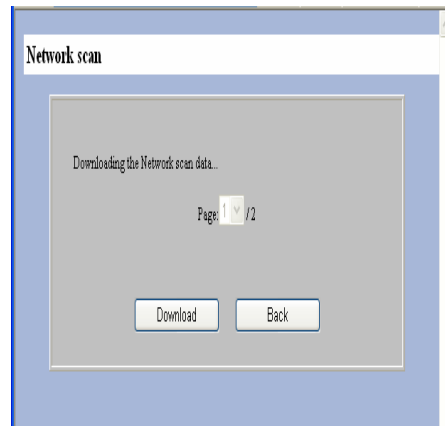 Network scan
Downloading the Network scan data...
Page: 1 / 2
Download Back